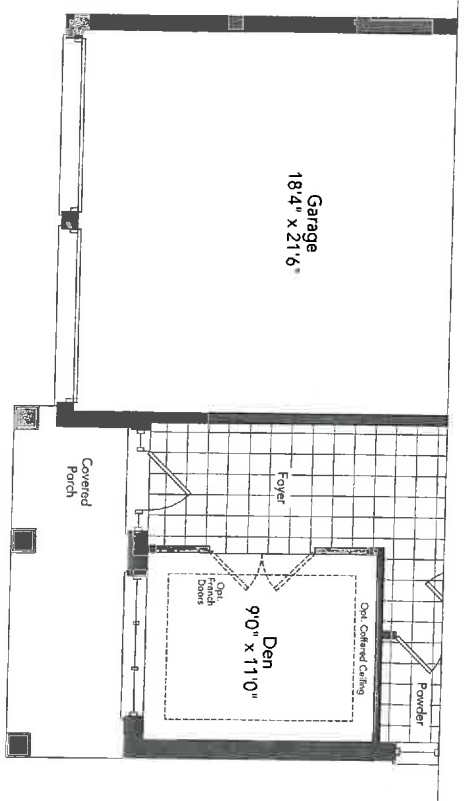 Garage
18'4" x 21'6"
Covered
Porch
Foyer
Opt.
French
Doors
Den
9'0" x 11'0"
Opt. Coffered Ceiling
Powder